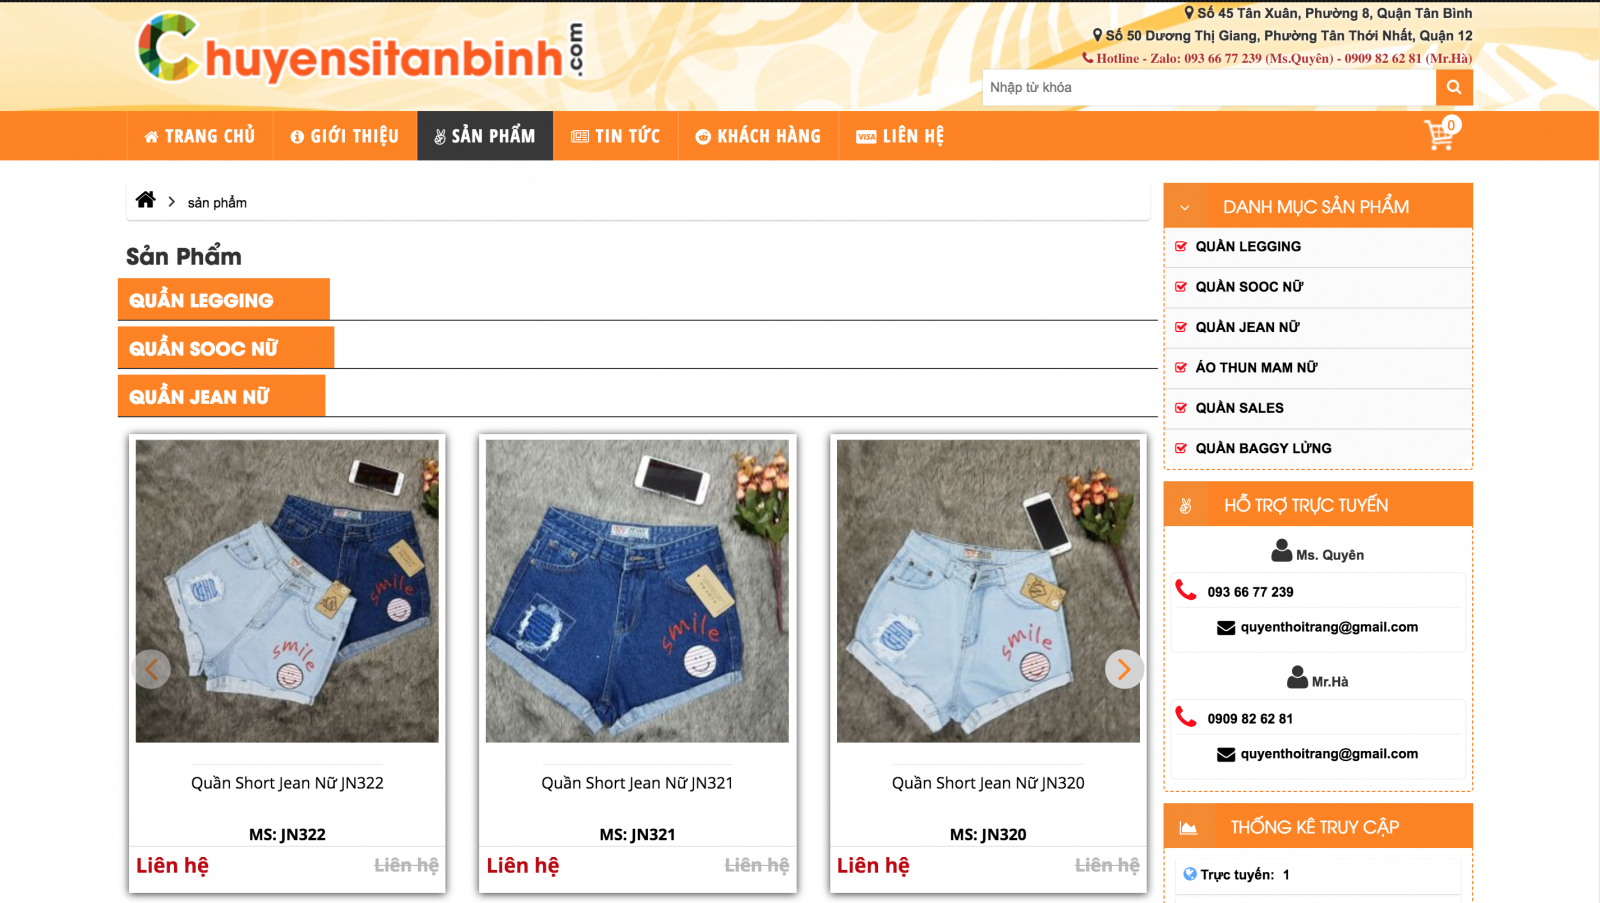 Chuyensitanbinh.com
Số 45 Tân Xuân, Phường 8, Quận Tân Bình
Số 50 Dương Thị Giang, Phường Tân Thới Nhất, Quận 12
Hotline - Zalo: 093 66 77 239 (Ms.Quyên) - 0909 82 62 81 (Mr.Hà)
Nhập từ khóa
TRANG CHỦ
GIỚI THIỆU
SẢN PHẨM
TIN TỨC
KHÁCH HÀNG
VISA LIÊN HỆ
0
sản phẩm
Sản Phẩm
QUẦN LEGGING
QUẦN SOOC NỮ
QUẦN JEAN NỮ
smile
smile
smile
smile
Quần Short Jean Nữ JN322
Quần Short Jean Nữ JN321
Quần Short Jean Nữ JN320
MS: JN322
MS: JN321
MS: JN320
Liên hệ Liên hệ
Liên hệ Liên hệ
Liên hệ Liên hệ
DANH MỤC SẢN PHẨM
QUẦN LEGGING
QUẦN SOOC NỮ
QUẦN JEAN NỮ
ÁO THUN MAM NỮ
QUẦN SALES
QUẦN BAGGY LỬNG
HỖ TRỢ TRỰC TUYẾN
Ms. Quyên
093 66 77 239
quyenthoitrang@gmail.com
Mr.Hà
0909 82 62 81
quyenthoitrang@gmail.com
THỐNG KÊ TRUY CẬP
Trực tuyến: 1